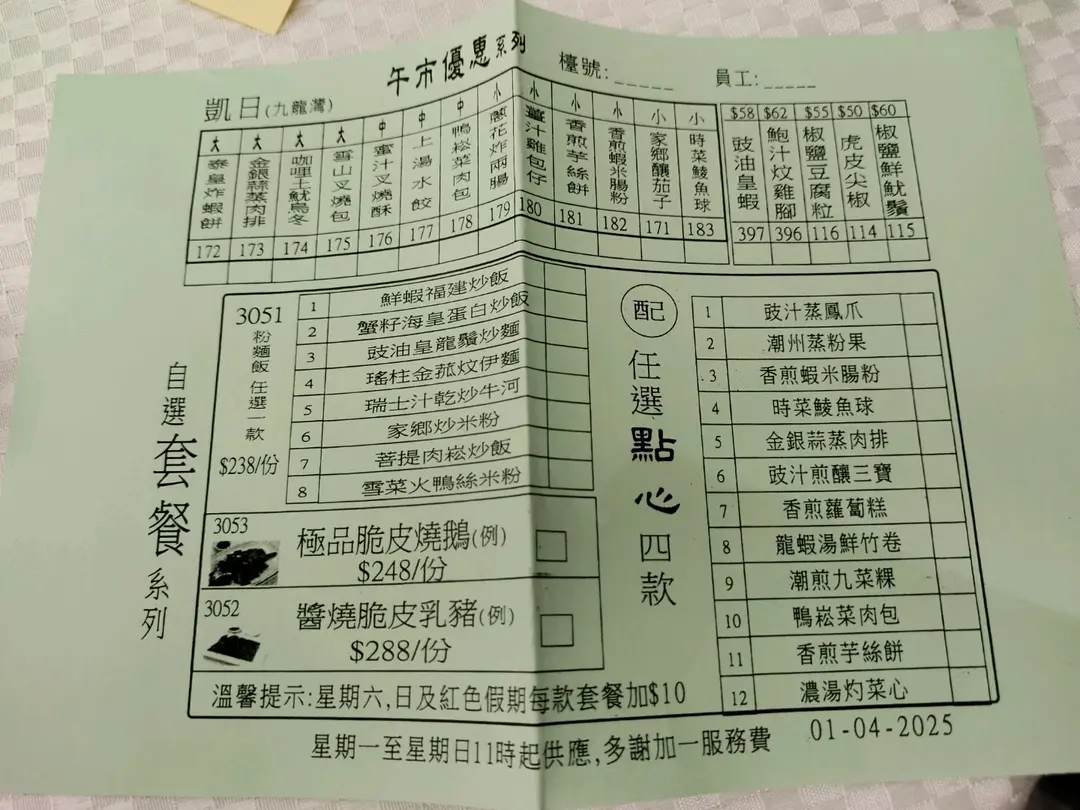 午市優惠系列
檯號:_____
員工:_____
凱日(九龍灣)
大 泰皇炸蝦餅 172
大 金銀蒜蒸肉排 173
大 咖哩土魷烏冬 174
大 雪山叉燒包 175
中 蜜汁叉燒酥 176
中 上湯水餃 177
中 鴨崧菜肉包 178
小 蔥花炸兩腸 179
小 薑汁雞包仔 180
小 香煎芋絲餅 181
小 香煎蝦米腸粉 182
小 家鄉釀茄子 171
小 時菜鯪魚球 183
$58 豉油皇蝦 397
$62 鮑汁炆雞腳 396
$55 椒鹽豆腐粒 116
$50 虎皮尖椒 114
$60 椒鹽鮮魷鬚 115
自選套餐系列
3051
粉麵飯 任選一款
$238/份
1 鮮蝦福建炒飯
2 蟹籽海皇蛋白炒飯
3 豉油皇龍鬚炒麵
4 瑤柱金菰炆伊麵
5 瑞士汁乾炒牛河
6 家鄉炒米粉
7 菩提肉崧炒飯
8 雪菜火鴨絲米粉
3053
極品脆皮燒鵝(例)
$248/份
3052
醬燒脆皮乳豬(例)
$288/份
配
任選點心四款
1 豉汁蒸鳳爪
2 潮州蒸粉果
3 香煎蝦米腸粉
4 時菜鯪魚球
5 金銀蒜蒸肉排
6 豉汁煎釀三寶
7 香煎蘿蔔糕
8 龍蝦湯鮮竹卷
9 潮煎九菜粿
10 鴨崧菜肉包
11 香煎芋絲餅
12 濃湯灼菜心
溫馨提示:星期六,日及紅色假期每款套餐加$10
星期一至星期日11時起供應,多謝加一服務費
01-04-2025